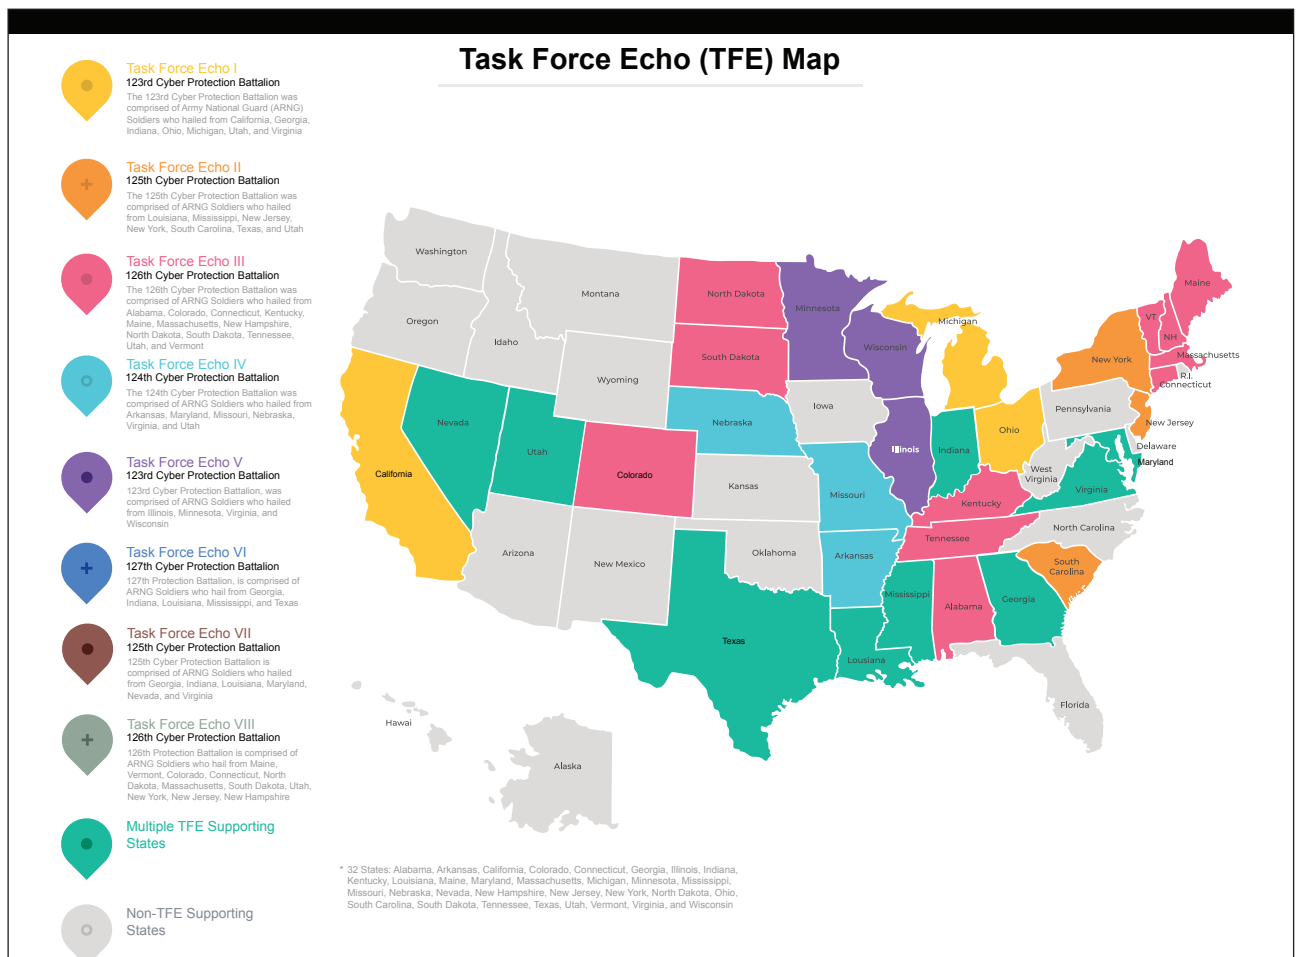 Task Force Echo (TFE) Map
Task Force Echo I
123rd Cyber Protection Battalion
The 123rd Cyber Protection Battalion was
comprised of Army National Guard (ARNG)
Soldiers who hailed from California, Georgia,
Indiana, Ohio, Michigan, Utah, and Virginia
Task Force Echo II
125th Cyber Protection Battalion
The 125th Cyber Protection Battalion was
comprised of ARNG Soldiers who hailed
from Louisiana, Mississippi, New Jersey,
New York, South Carolina, Texas, and Utah
Task Force Echo III
126th Cyber Protection Battalion
The 126th Cyber Protection Battalion was
comprised of ARNG Soldiers who hailed from
Alabama, Colorado, Connecticut, Kentucky,
Maine, Massachusetts, New Hampshire,
North Dakota, South Dakota, Tennessee,
Utah, and Vermont
Task Force Echo IV
124th Cyber Protection Battalion
The 124th Cyber Protection Battalion was
comprised of ARNG Soldiers who hailed from
Arkansas, Maryland, Missouri, Nebraska,
Virginia, and Utah
Task Force Echo V
123rd Cyber Protection Battalion
123rd Cyber Protection Battalion, was
comprised of ARNG Soldiers who hailed
from Illinois, Minnesota, Virginia, and
Wisconsin
Task Force Echo VI
127th Cyber Protection Battalion
127th Protection Battalion, is comprised of
ARNG Soldiers who hail from Georgia,
Indiana, Louisiana, Mississippi, and Texas
Task Force Echo VII
125th Cyber Protection Battalion
125th Cyber Protection Battalion is
comprised of ARNG Soldiers who hailed
from Georgia, Indiana, Louisiana, Maryland,
Nevada, and Virginia
Task Force Echo VIII
126th Cyber Protection Battalion
126th Protection Battalion is comprised of
ARNG Soldiers who hail from Maine,
Vermont, Colorado, Connecticut, North
Dakota, Massachusetts, South Dakota, Utah,
New York, New Jersey, New Hampshire
Multiple TFE Supporting
States
Non-TFE Supporting
States
Washington
Montana
North Dakota
Minnesota
Maine
Oregon
Idaho
Michigan
VT
NH
Wisconsin
South Dakota
New York
Massachusetts
R.I.
Connecticut
Wyoming
Iowa
Pennsylvania
Nebraska
Nevada
New Jersey
Ohio
Utah
Illinois
Indiana
Delaware
Maryland
California
Colorado
Kansas
Missouri
West
Virginia
Virginia
Kentucky
North Carolina
Tennessee
Arizona
New Mexico
Oklahoma
Arkansas
South
Carolina
Mississippi
Alabama
Georgia
Texas
Lousiana
Florida
Hawai
Alaska
* 32 States: Alabama, Arkansas, California, Colorado, Connecticut, Georgia, Illinois, Indiana,
Kentucky, Louisiana, Maine, Maryland, Massachusetts, Michigan, Minnesota, Mississippi,
Missouri, Nebraska, Nevada, New Hampshire, New Jersey, New York, North Dakota, Ohio,
South Carolina, South Dakota, Tennessee, Texas, Utah, Vermont, Virginia, and Wisconsin